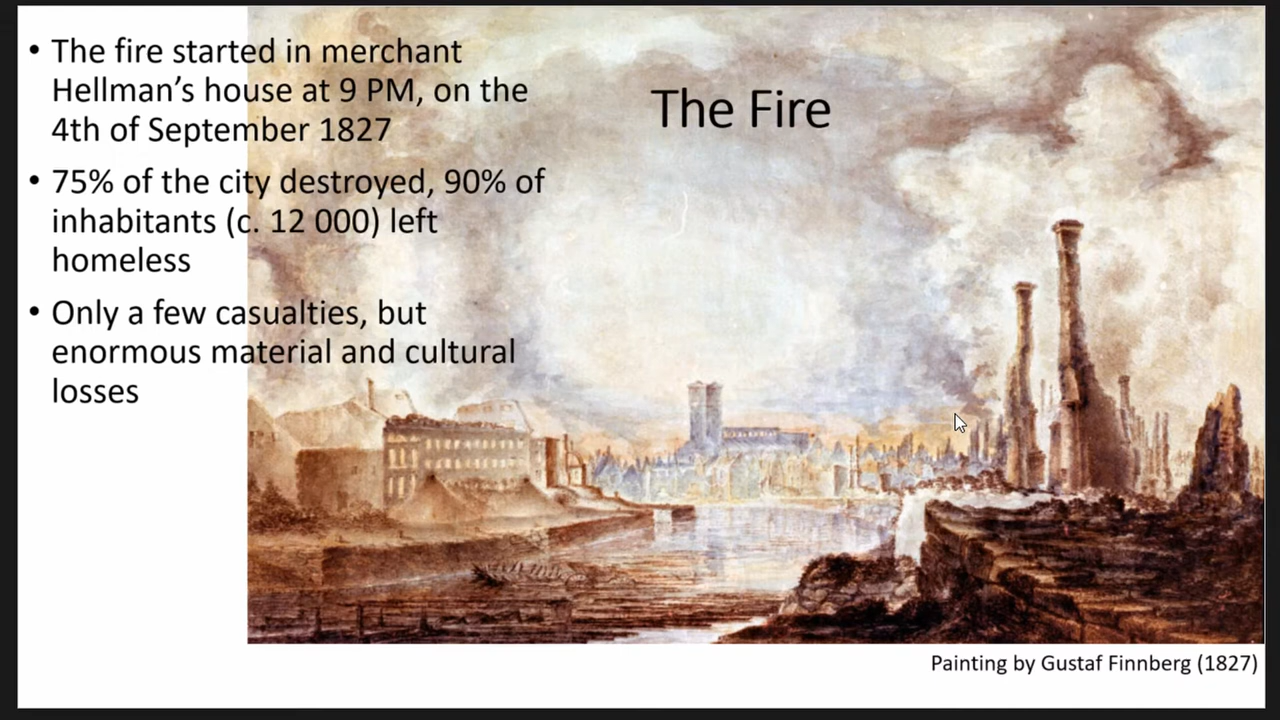 • The fire started in merchant
Hellman’s house at 9 PM, on the
4th of September 1827
• 75% of the city destroyed, 90% of
inhabitants (c. 12 000) left
homeless
• Only a few casualties, but
enormous material and cultural
losses
The Fire
Painting by Gustaf Finnberg (1827)